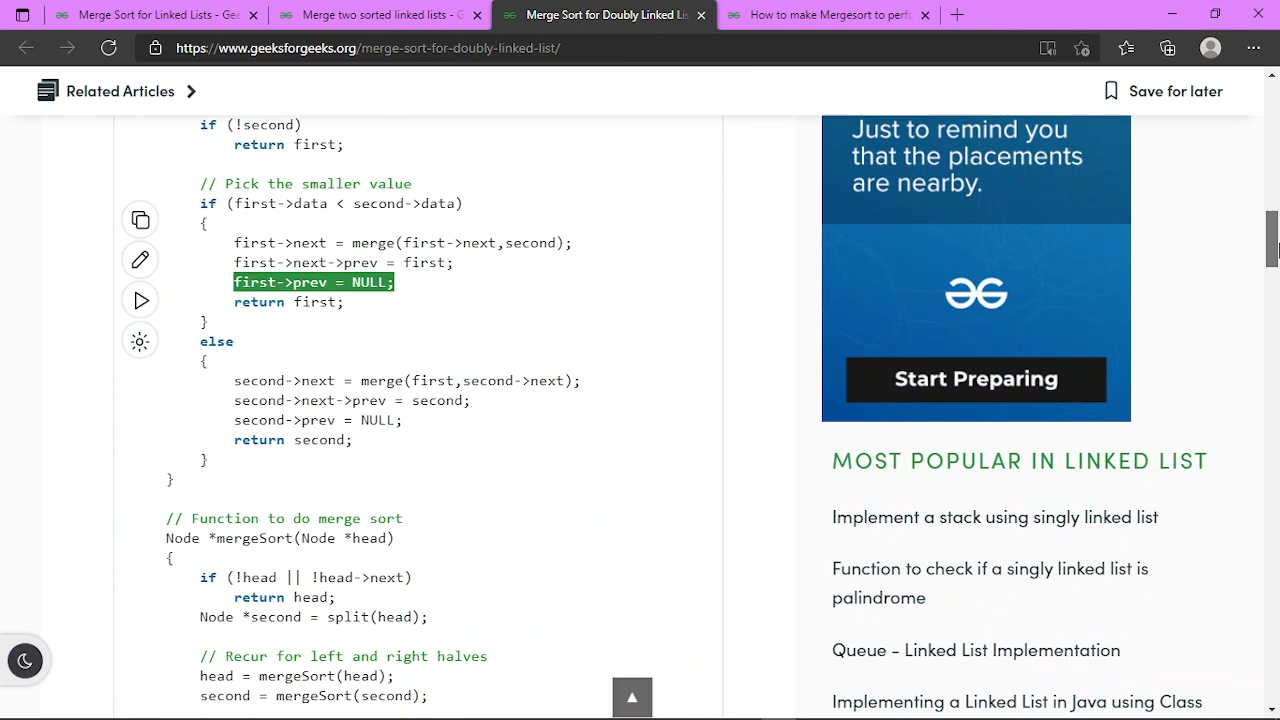 Merge Sort for Linked Lists - Gee
Merge two sorted linked lists - G
Merge Sort for Doubly Linked Lis
How to make Mergesort to perfo
https://www.geeksforgeeks.org/merge-sort-for-doubly-linked-list/
Related Articles
Save for later
if (!second)
return first;
// Pick the smaller value
if (first->data < second->data)
{
first->next = merge(first->next,second);
first->next->prev = first;
first->prev = NULL;
return first;
}
else
{
second->next = merge(first,second->next);
second->next->prev = second;
second->prev = NULL;
return second;
}
}
// Function to do merge sort
Node *mergeSort(Node *head)
{
if (!head || !head->next)
return head;
Node *second = split(head);
// Recur for left and right halves
head = mergeSort(head);
second = mergeSort(second);
Just to remind you
that the placements
are nearby.
Start Preparing
MOST POPULAR IN LINKED LIST
Implement a stack using singly linked list
Function to check if a singly linked list is
palindrome
Queue - Linked List Implementation
Implementing a Linked List in Java using Class